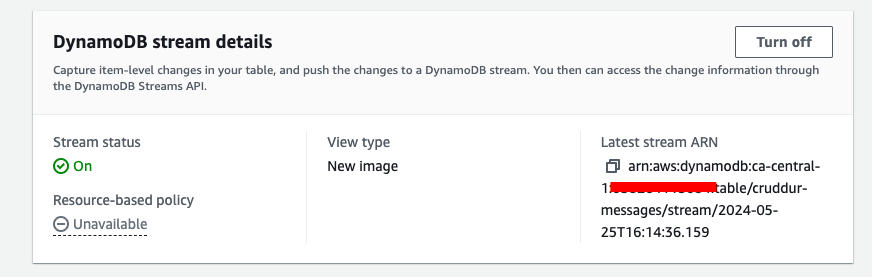 DynamoDB stream details
Turn off
Capture item-level changes in your table, and push the changes to a DynamoDB stream. You then can access the change information through
the DynamoDB Streams API.
Stream status
On
Resource-based policy
Unavailable
View type
New image
Latest stream ARN
arn:aws:dynamodb:ca-central-
1:table/cruddur-
messages/stream/2024-05-
25T16:14:36.159